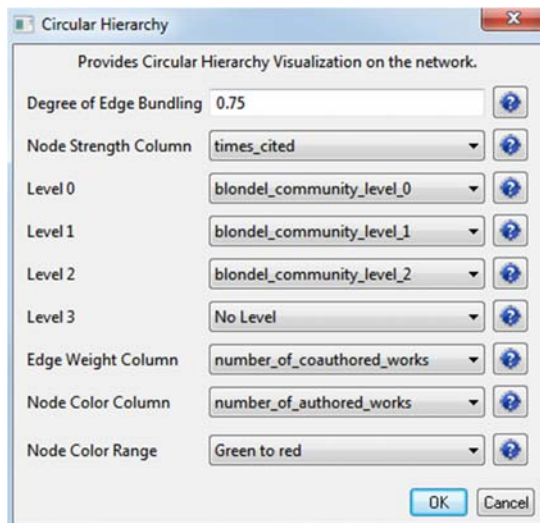 Circular Hierarchy
Provides Circular Hierarchy Visualization on the network.
Degree of Edge Bundling 0.75
Node Strength Column times_cited
Level 0 blondel_community_level_0
Level 1 blondel_community_level_1
Level 2 blondel_community_level_2
Level 3 No Level
Edge Weight Column number_of_coauthored_works
Node Color Column number_of_authored_works
Node Color Range Green to red
OK Cancel